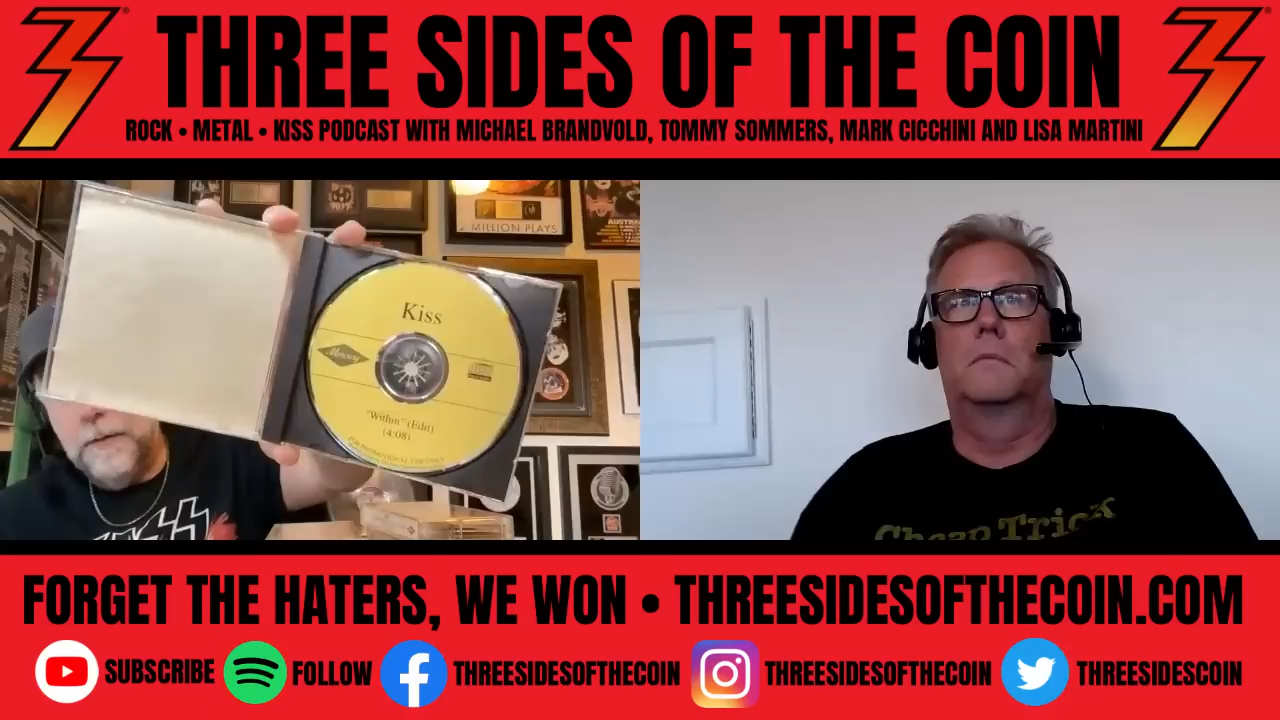 THREE SIDES OF THE COIN
ROCK • METAL • KISS PODCAST WITH MICHAEL BRANDVOLD, TOMMY SOMMERS, MARK CICCHINI AND LISA MARTINI
MILLION PLAYS
Kiss
Mercury
"Within" (Edit)
(4:08)
Cheap Trick
FORGET THE HATERS, WE WON • THREESIDESOFTHECOIN.COM
SUBSCRIBE FOLLOW THREESIDESOFTHECOIN THREESIDESOFTHECOIN THREESIDESCOIN